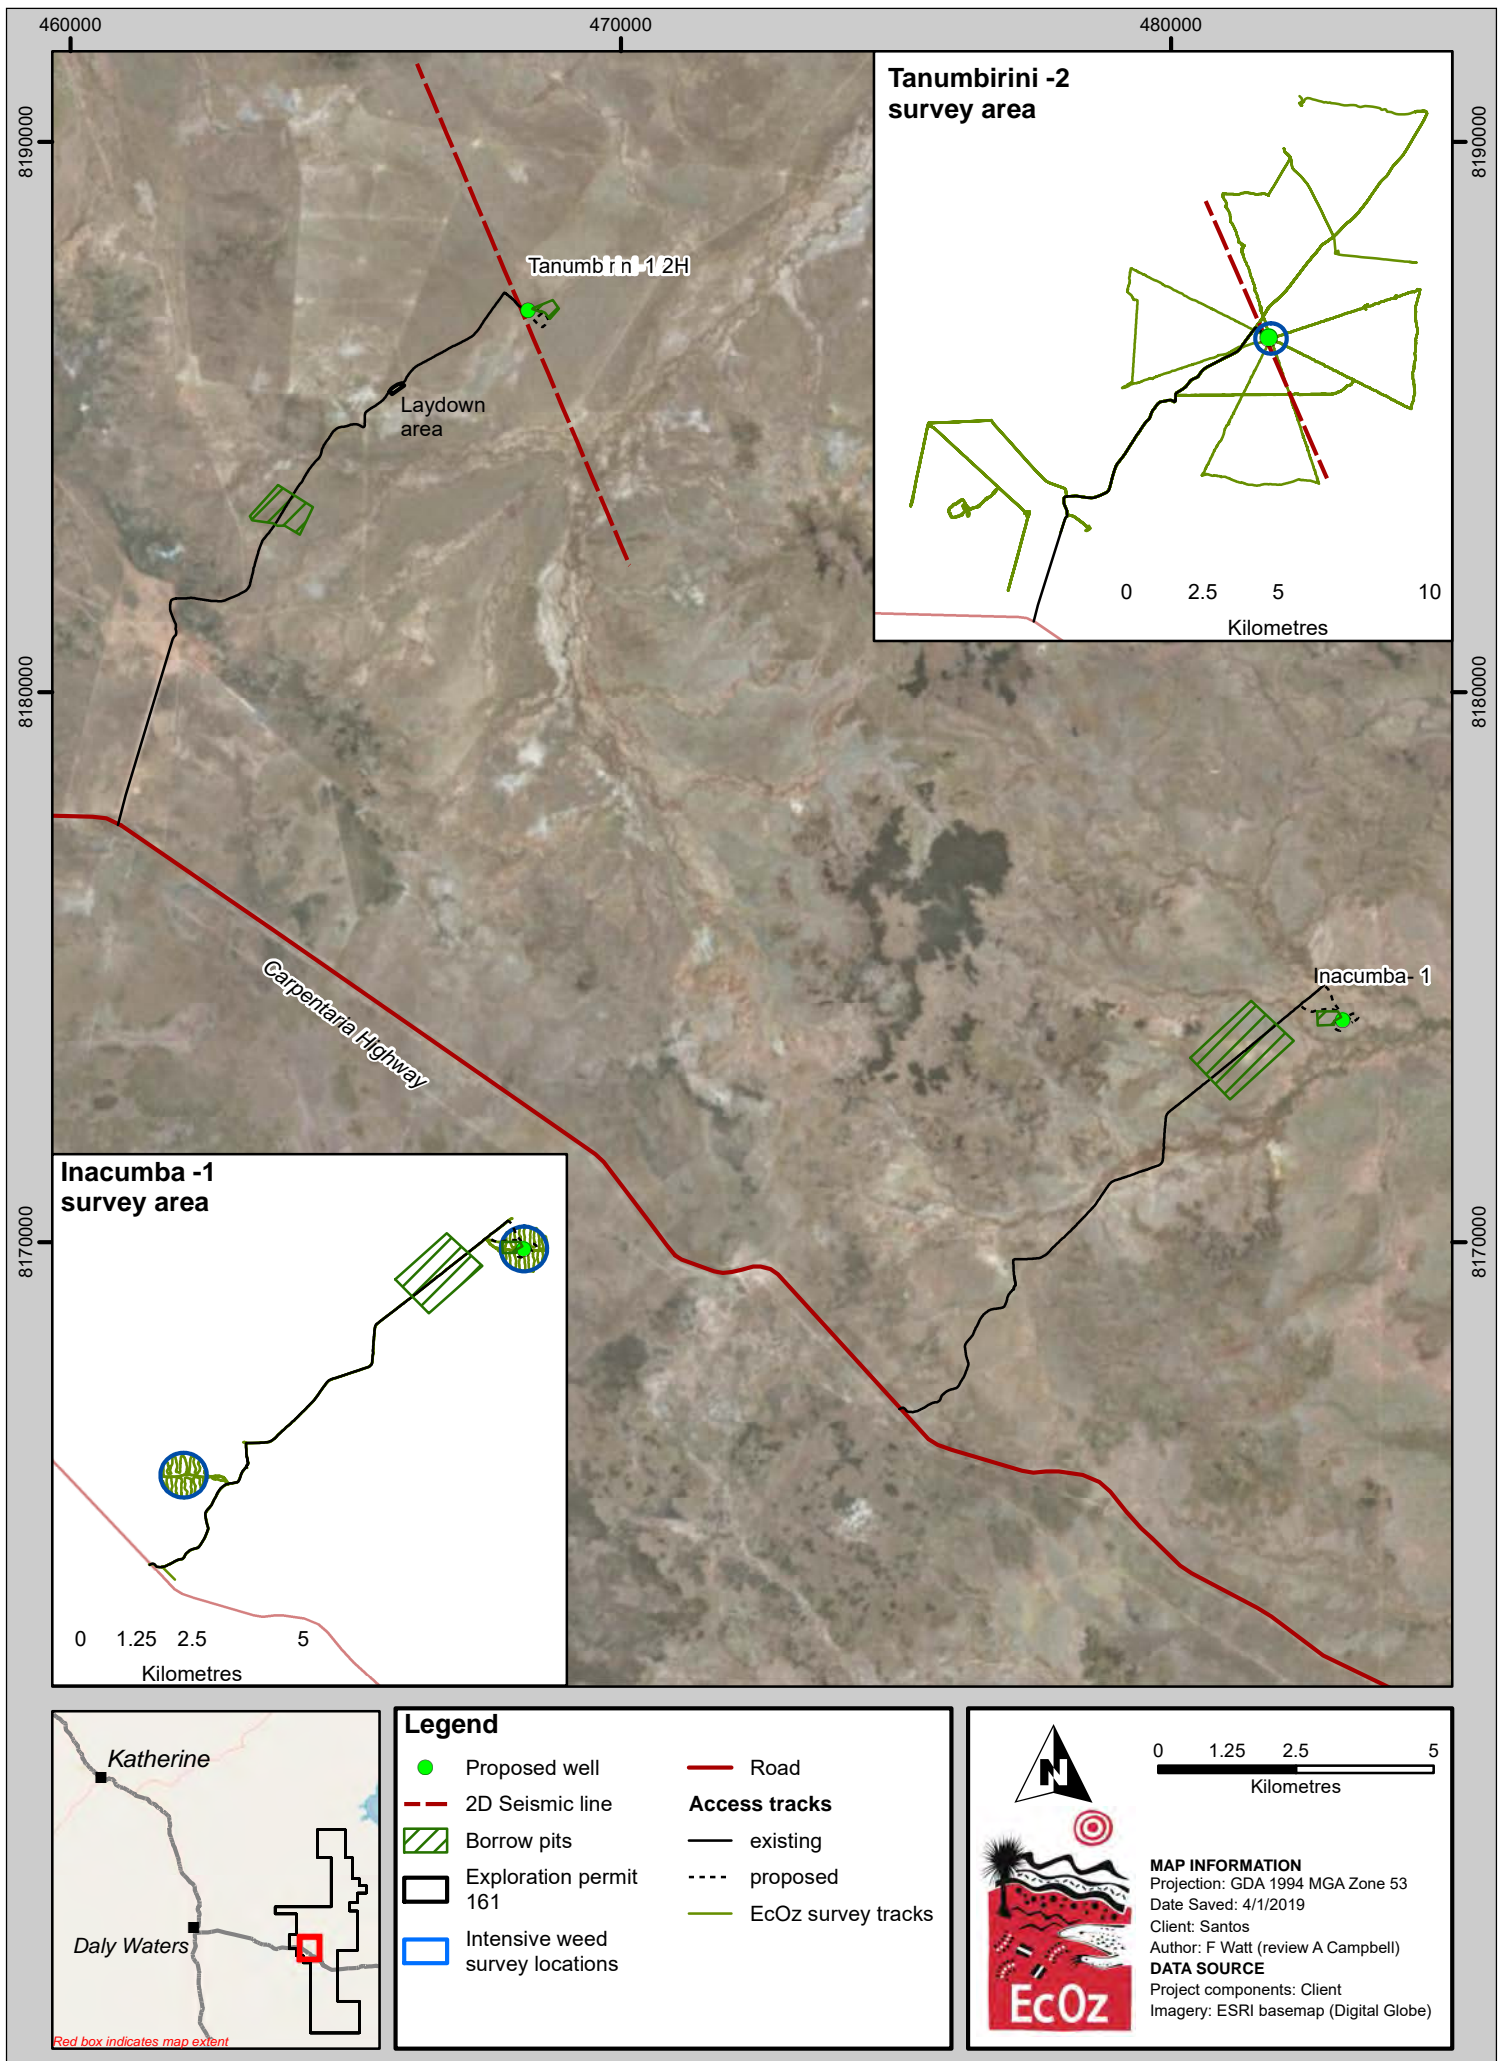 460000
470000
480000
8190000
8190000
Tanumbirini -2
survey area
0 2.5 5 10
Kilometres
Laydown
area
8180000
8180000
Carpentaria Highway
Inacumba- 1
8170000
8170000
Inacumba -1
survey area
0 1.25 2.5 5
Kilometres
Katherine
Daly Waters
Red box indicates map extent
Legend
Proposed well
2D Seismic line
Borrow pits
Exploration permit
161
Intensive weed
survey locations
Road
Access tracks
existing
proposed
EcOz survey tracks
N
0 1.25 2.5 5
Kilometres
EcOz
MAP INFORMATION
Projection: GDA 1994 MGA Zone 53
Date Saved: 4/1/2019
Client: Santos
Author: F Watt (review A Campbell)
DATA SOURCE
Project components: Client
Imagery: ESRI basemap (Digital Globe)